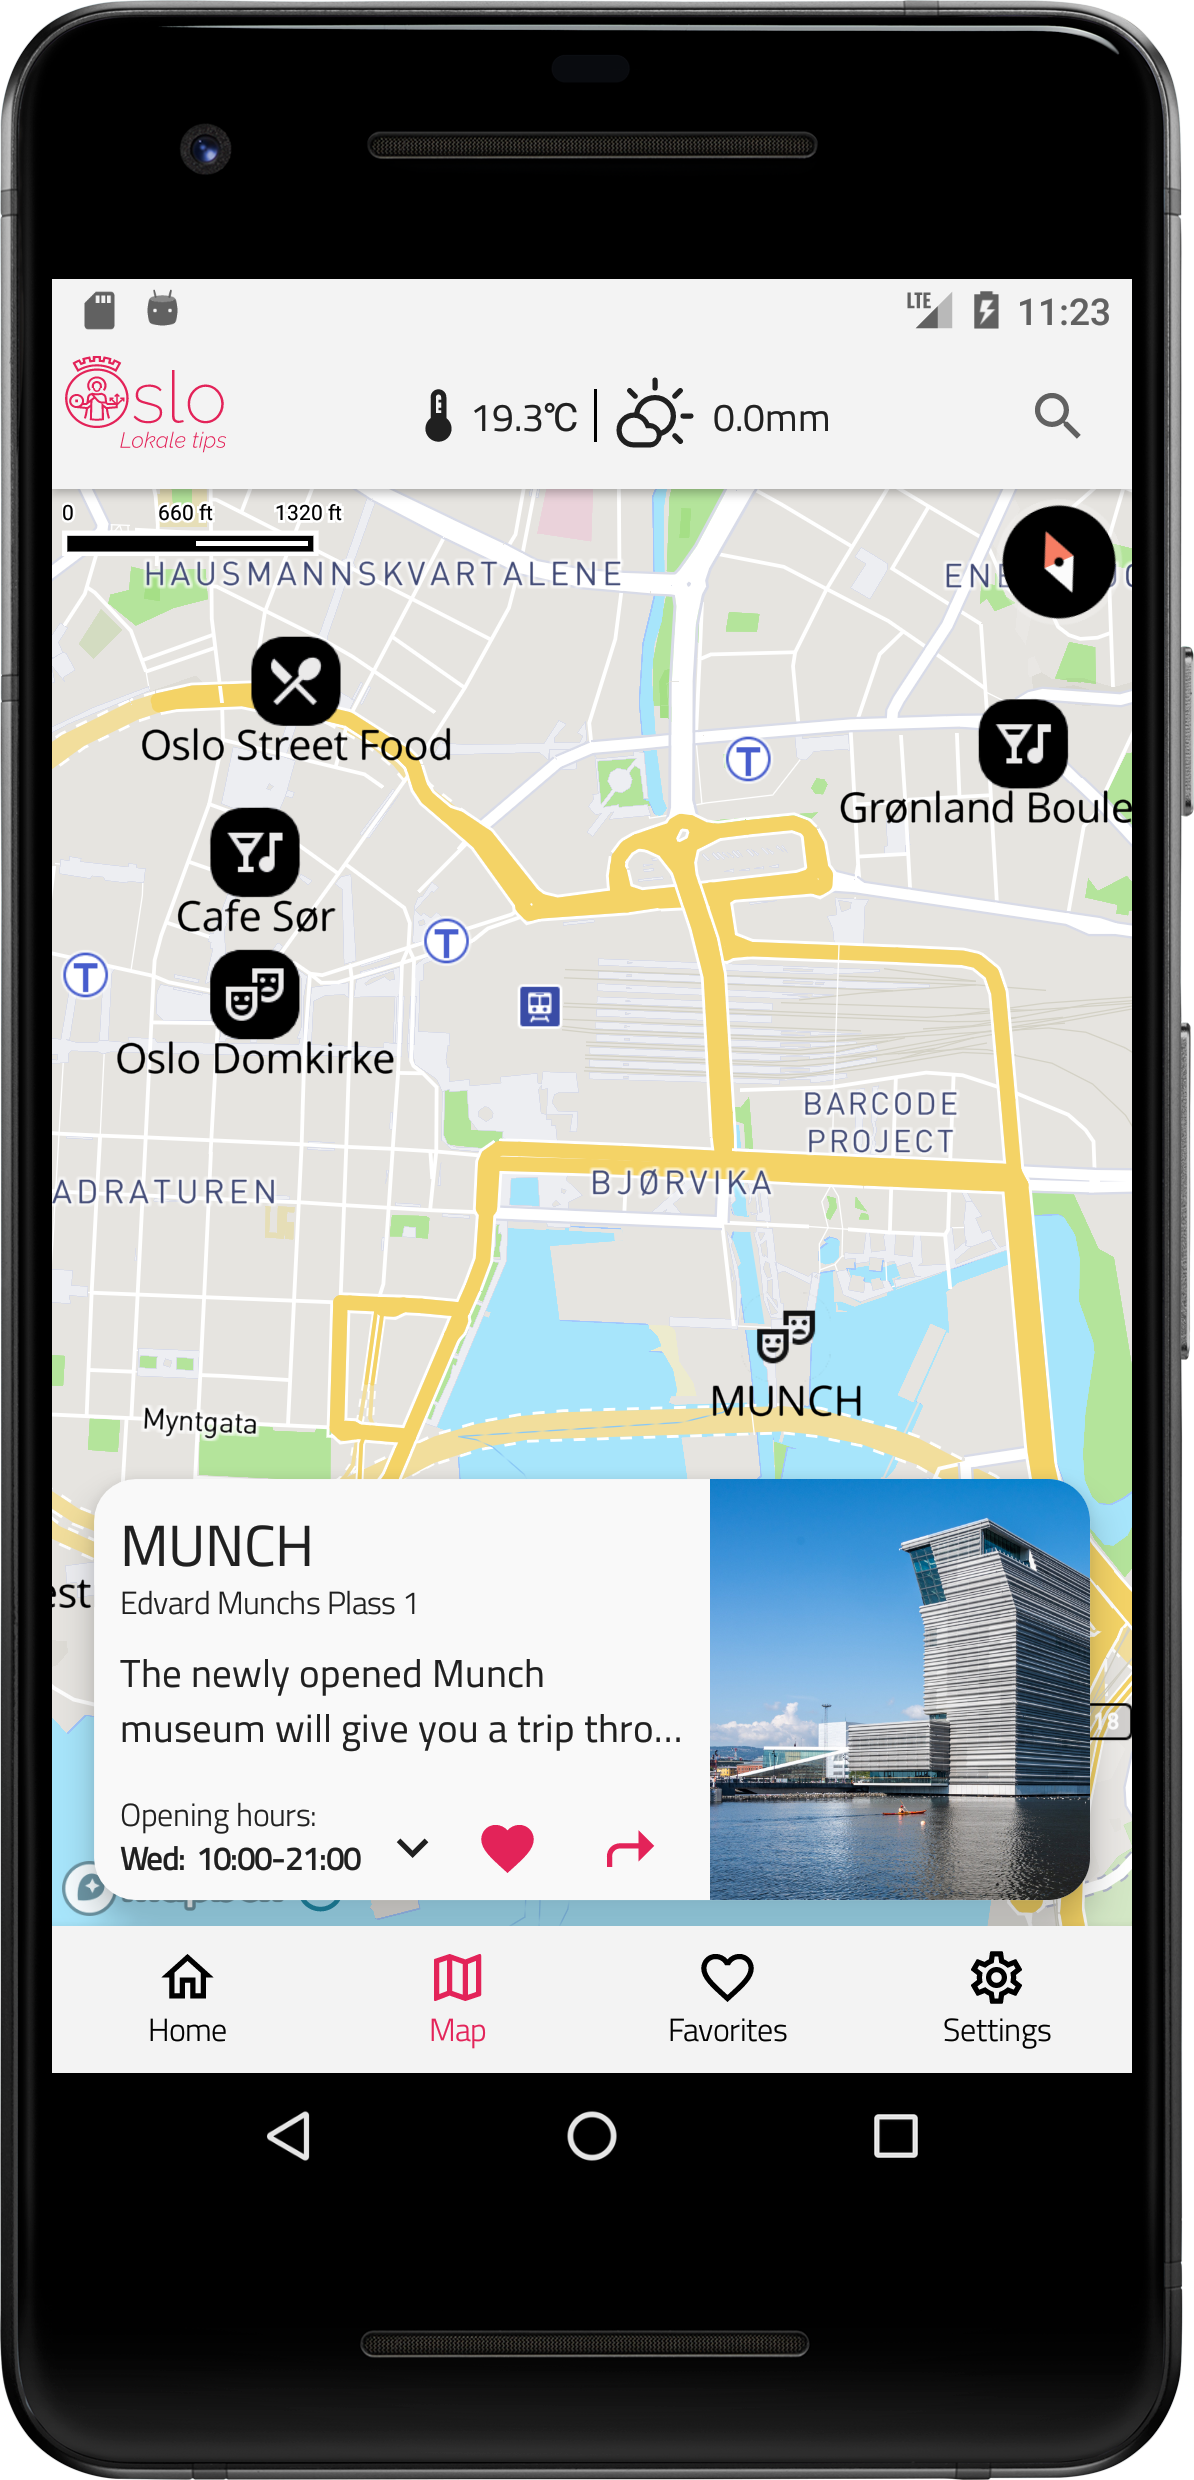 LTE 11:23
Oslo
Lokale tips
19.3°C 0.0mm
0 660 ft 1320 ft
HAUSMANNSKVARTALENE
ENE
Oslo Street Food
T
Grønland Boule
Cafe Sør
T
T
Oslo Domkirke
BARCODE
PROJECT
BJØRVIKA
ADRATUREN
MUNCH
Myntgata
MUNCH
Edvard Munchs Plass 1
est
The newly opened Munch
museum will give you a trip thro...
18
Opening hours:
Wed: 10:00-21:00
Home Map Favorites Settings